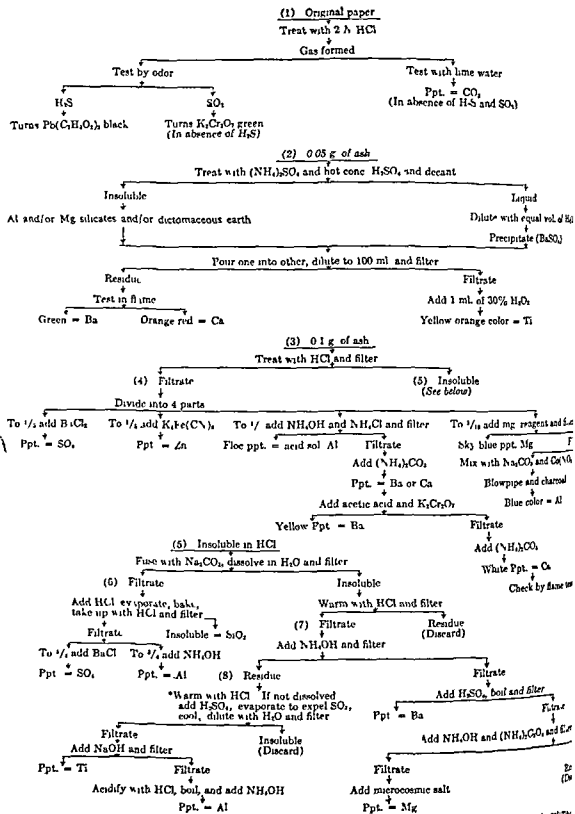 (1) Original paper
Treat with 2 N HCl
Gas formed
Test by odor
Test with lime water
H₂S
SO₂
Ppt. = CO₂
(In absence of H₂S and SO₂)
Turns Pb(C₂H₃O₂)₂ black
Turns K₂Cr₂O₇ green
(In absence of H₂S)
(2) 0.05 g of ash
Treat with (NH₄)₂SO₄ and hot conc H₂SO₄ and decant
Insoluble
Liquid
Al and/or Mg silicates and/or diatomaceous earth
Dilute with equal vol. of
Precipitate (BaSO₄)
Pour one into other, dilute to 100 ml and filter
Residue
Filtrate
Test in flame
Add 1 ml. of 30% H₂O₂
Green = Ba
Orange red = Ca
Yellow orange color = Ti
(3) 0.1 g of ash
Treat with HCl and filter
(4) Filtrate
(5) Insoluble
(See below)
Divide into 4 parts
To ¹/₅ add BaCl₂
To ¹/₅ add K₄Fe(CN)₆
To add NH₄OH and NH₄Cl and filter
To ¹/₁₀ add mg reagent and
Ppt. = SO₄
Ppt = Zn
Floc ppt. = acid sol Al
Filtrate
Sky blue ppt. Mg
Add (NH₄)₂CO₃
Mix with Na₂CO₃ and
Ppt. = Ba or Ca
Blowpipe and charcoal
Add acetic acid and K₂Cr₂O₇
Blue color = Al
Yellow Ppt = Ba
Filtrate
Add (NH₄)₂CO₃
White Ppt. = Ca
Check by flame test
(5) Insoluble in HCl
Fuse with Na₂CO₃, dissolve in H₂O and filter
(6) Filtrate
Insoluble
Add HCl evaporate, bake,
take up with HCl and filter
Warm with HCl and filter
(7) Filtrate
Residue
(Discard)
Filtrate
Insoluble = SiO₂
Add NH₄OH and filter
To add BaCl
To add NH₄OH
Ppt = SO₄
Ppt. = Al
(8) Residue
Filtrate
*Warm with HCl If not dissolved
add H₂SO₄, evaporate to expel SO₃,
cool, dilute with H₂O and filter
Add H₂SO₄, boil and filter
Ppt = Ba
Filtrate
Filtrate
Insoluble
(Discard)
Add NH₄OH and (NH₄)₂C₂O₄ and
Add NaOH and filter
Ppt. = Ti
Filtrate
Filtrate
Acidify with HCl, boil, and add NH₄OH
Add microcosmic salt
Ppt. = Al
Ppt. = Mg